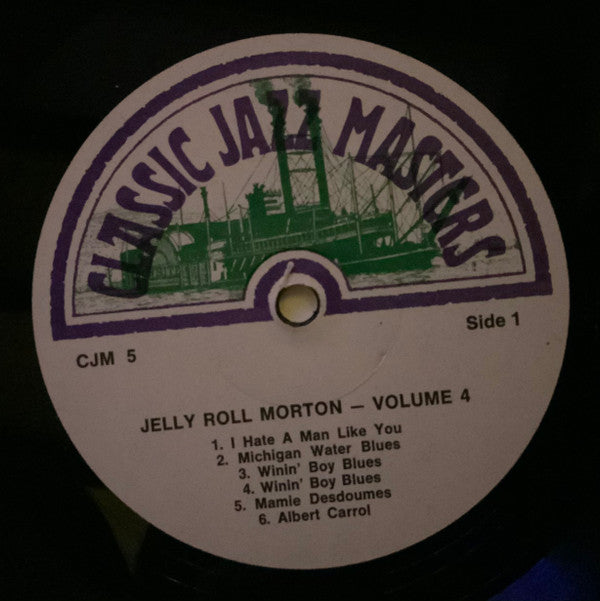 CLASSIC JAZZ MASTERS
CJM 5
Side 1
JELLY ROLL MORTON – VOLUME 4
1. I Hate A Man Like You
2. Michigan Water Blues
3. Winin' Boy Blues
4. Winin' Boy Blues
5. Mamie Desdoumes
6. Albert Carrol